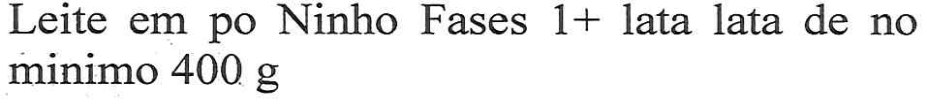 Leite em po Ninho Fases 1+ lata lata de no
minimo 400 g